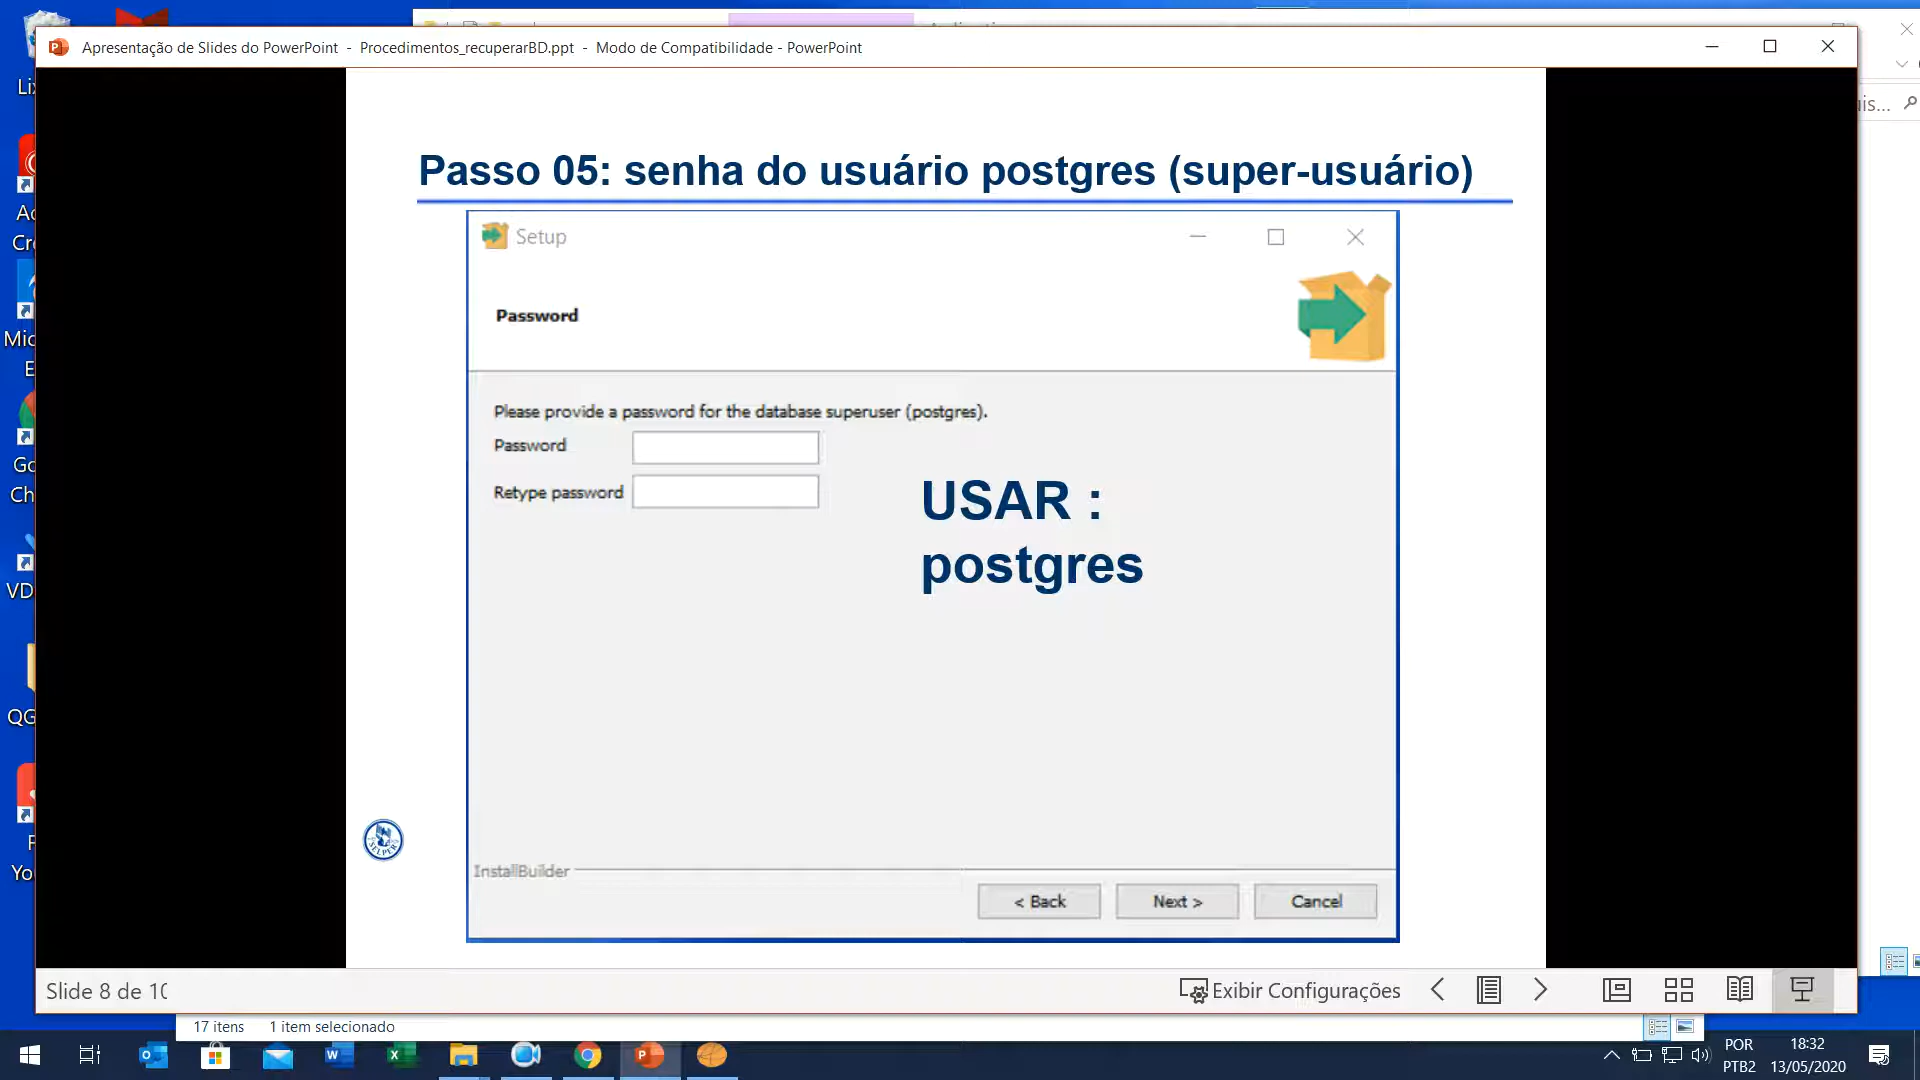 Apresentação de Slides do PowerPoint - Procedimentos_recuperarBD.ppt - Modo de Compatibilidade - PowerPoint
Passo 05: senha do usuário postgres (super-usuário)
Setup
Password
Please provide a password for the database superuser (postgres).
Password
Retype password
USAR :
postgres
SELPER
InstallBuilder
< Back
Next >
Cancel
Slide 8 de 10
Exibir Configurações
17 itens
1 item selecionado
POR
PTB2
18:32
13/05/2020